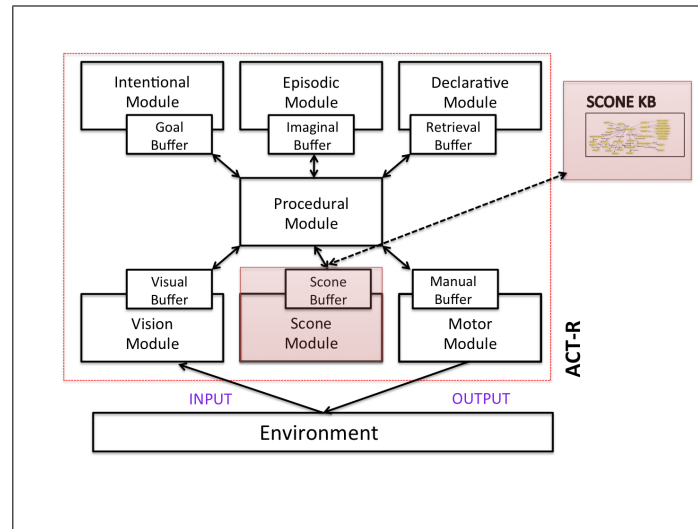 Intentional
Module
Goal
Buffer
Episodic
Module
Imaginal
Buffer
Declarative
Module
Retrieval
Buffer
SCONE KB
Procedural
Module
Visual
Buffer
Vision
Module
Scone
Buffer
Scone
Module
Manual
Buffer
Motor
Module
ACT-R
INPUT
OUTPUT
Environment